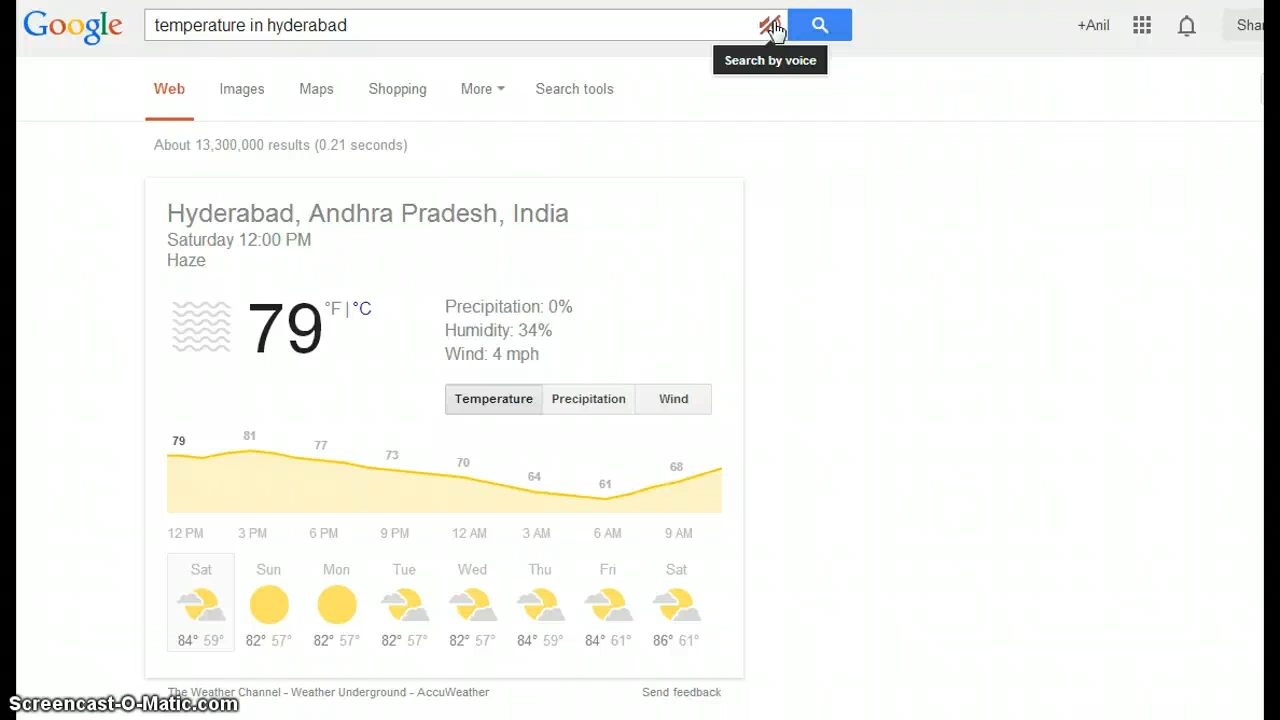 Google
temperature in hyderabad
+Anil
Shar
Search by voice
Web Images Maps Shopping More Search tools
About 13,300,000 results (0.21 seconds)
Hyderabad, Andhra Pradesh, India
Saturday 12:00 PM
Haze
79 °F | °C
Precipitation: 0%
Humidity: 34%
Wind: 4 mph
Temperature Precipitation Wind
79 81 77 73 70 64 61 68
12 PM 3 PM 6 PM 9 PM 12 AM 3 AM 6 AM 9 AM
Sat Sun Mon Tue Wed Thu Fri Sat
84° 59° 82° 57° 82° 57° 82° 57° 82° 57° 84° 59° 84° 61° 86° 61°
The Weather Channel - Weather Underground - AccuWeather
Send feedback
Screencast-O-Matic.com